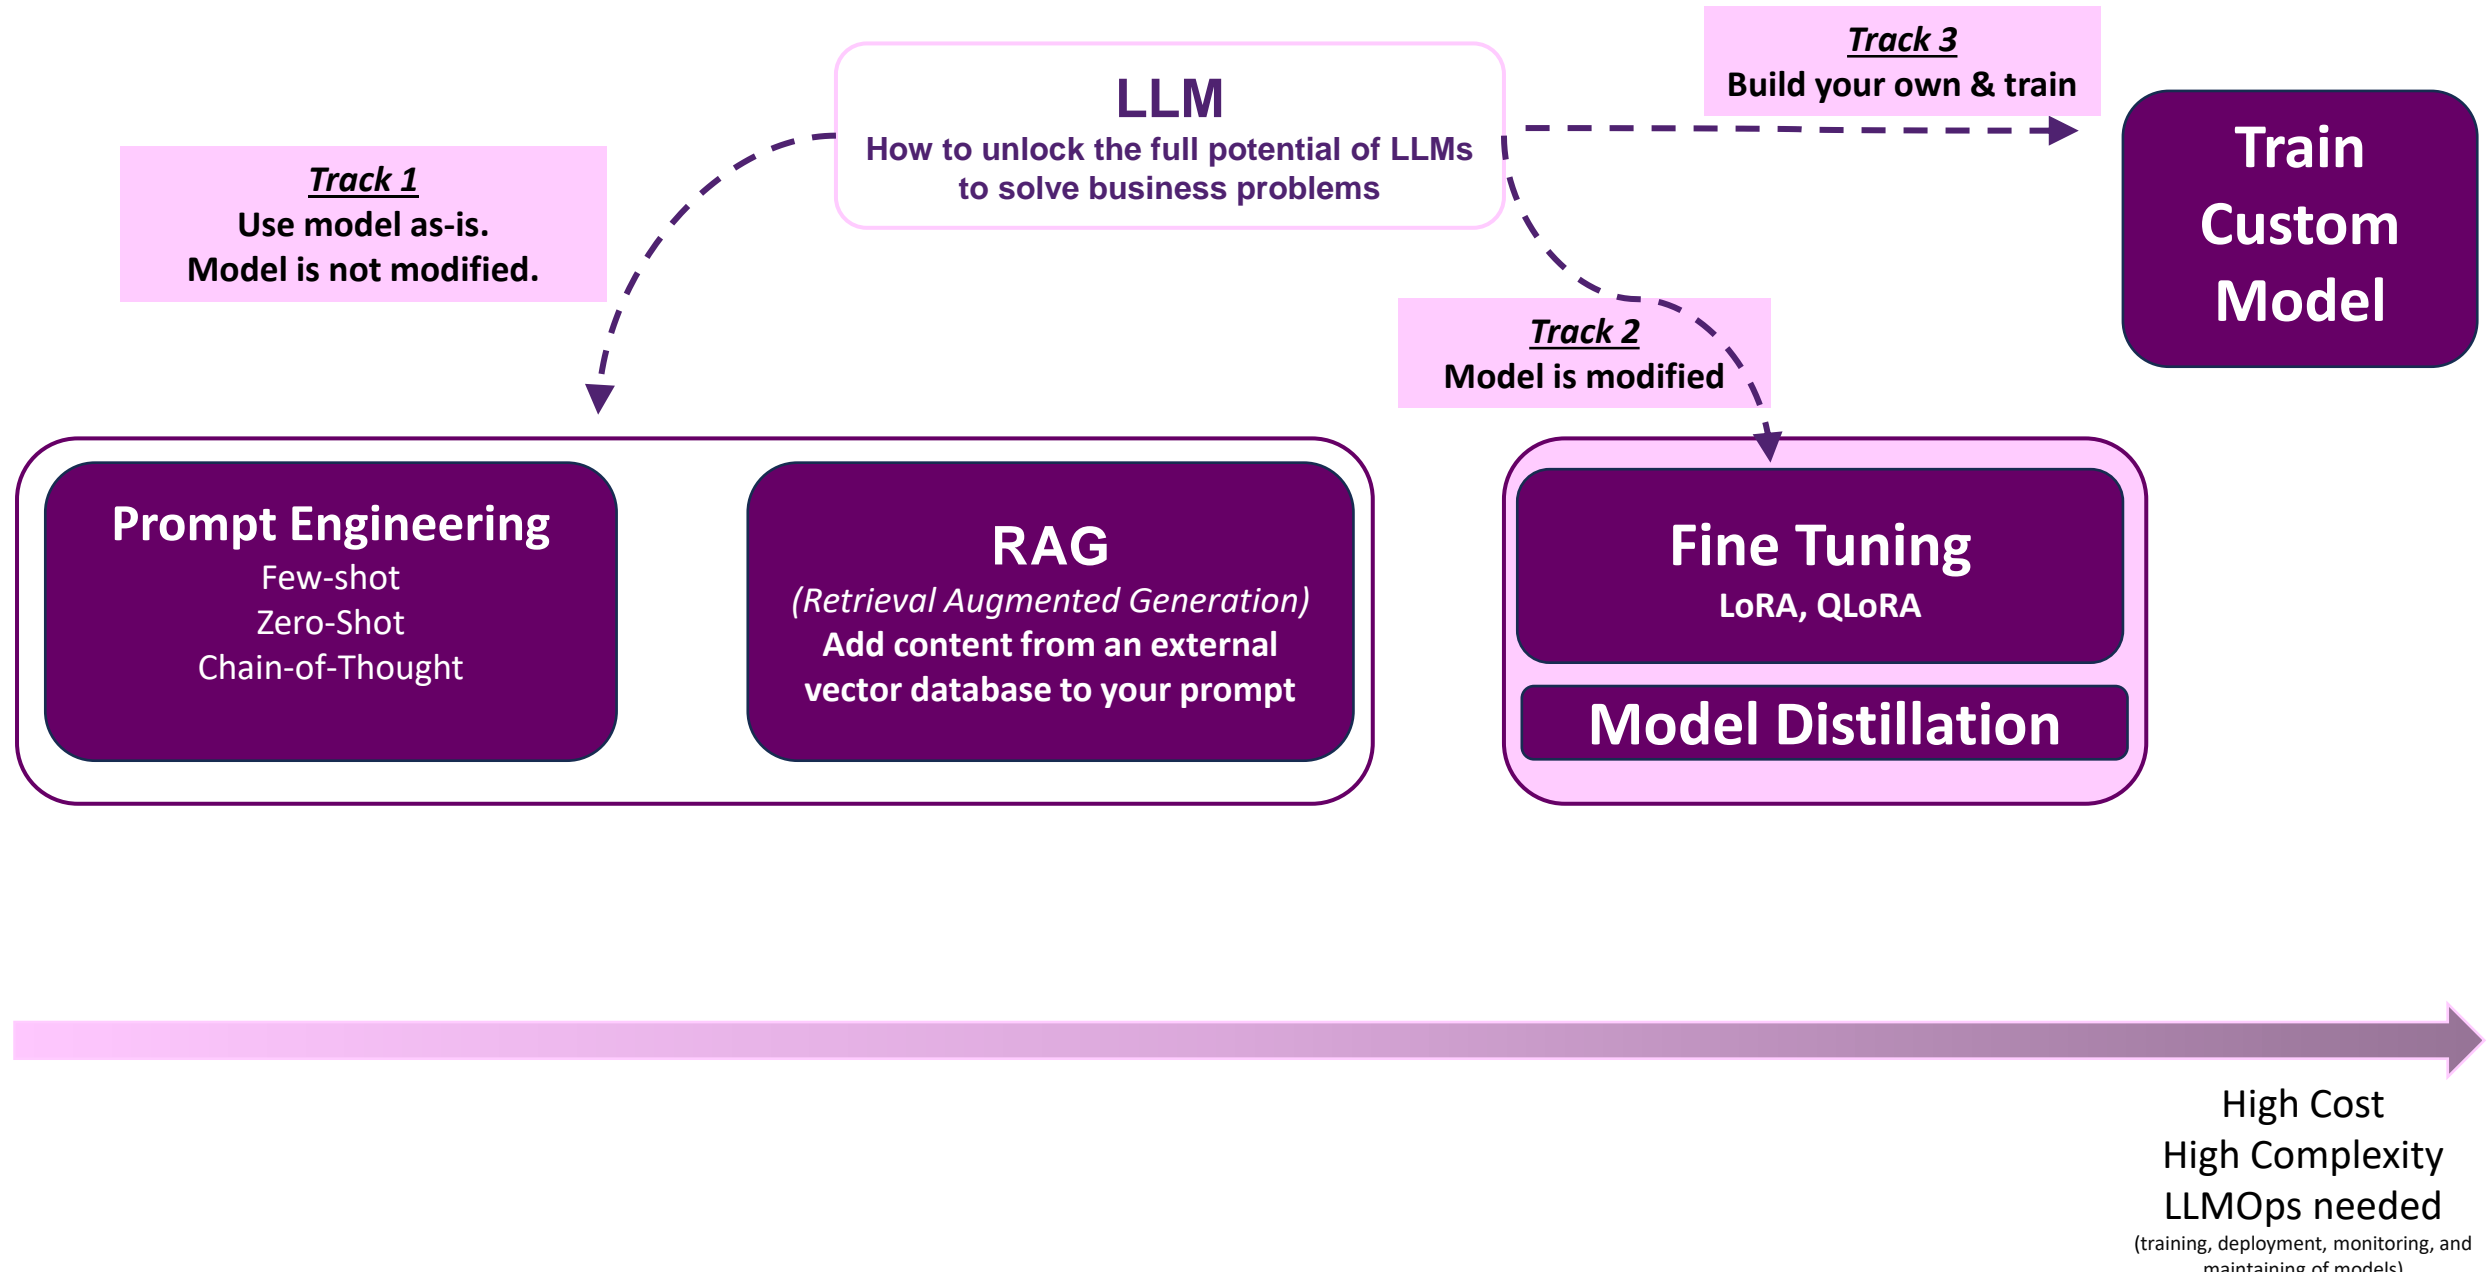 LLM
How to unlock the full potential of LLMs
to solve business problems
Track 1
Use model as-is.
Model is not modified.
Track 2
Model is modified
Track 3
Build your own & train
Train
Custom
Model
Prompt Engineering
Few-shot
Zero-Shot
Chain-of-Thought
RAG
(Retrieval Augmented Generation)
Add content from an external
vector database to your prompt
Fine Tuning
LoRA, QLoRA
Model Distillation
High Cost
High Complexity
LLMOps needed
(training, deployment, monitoring, and
maintaining of models)